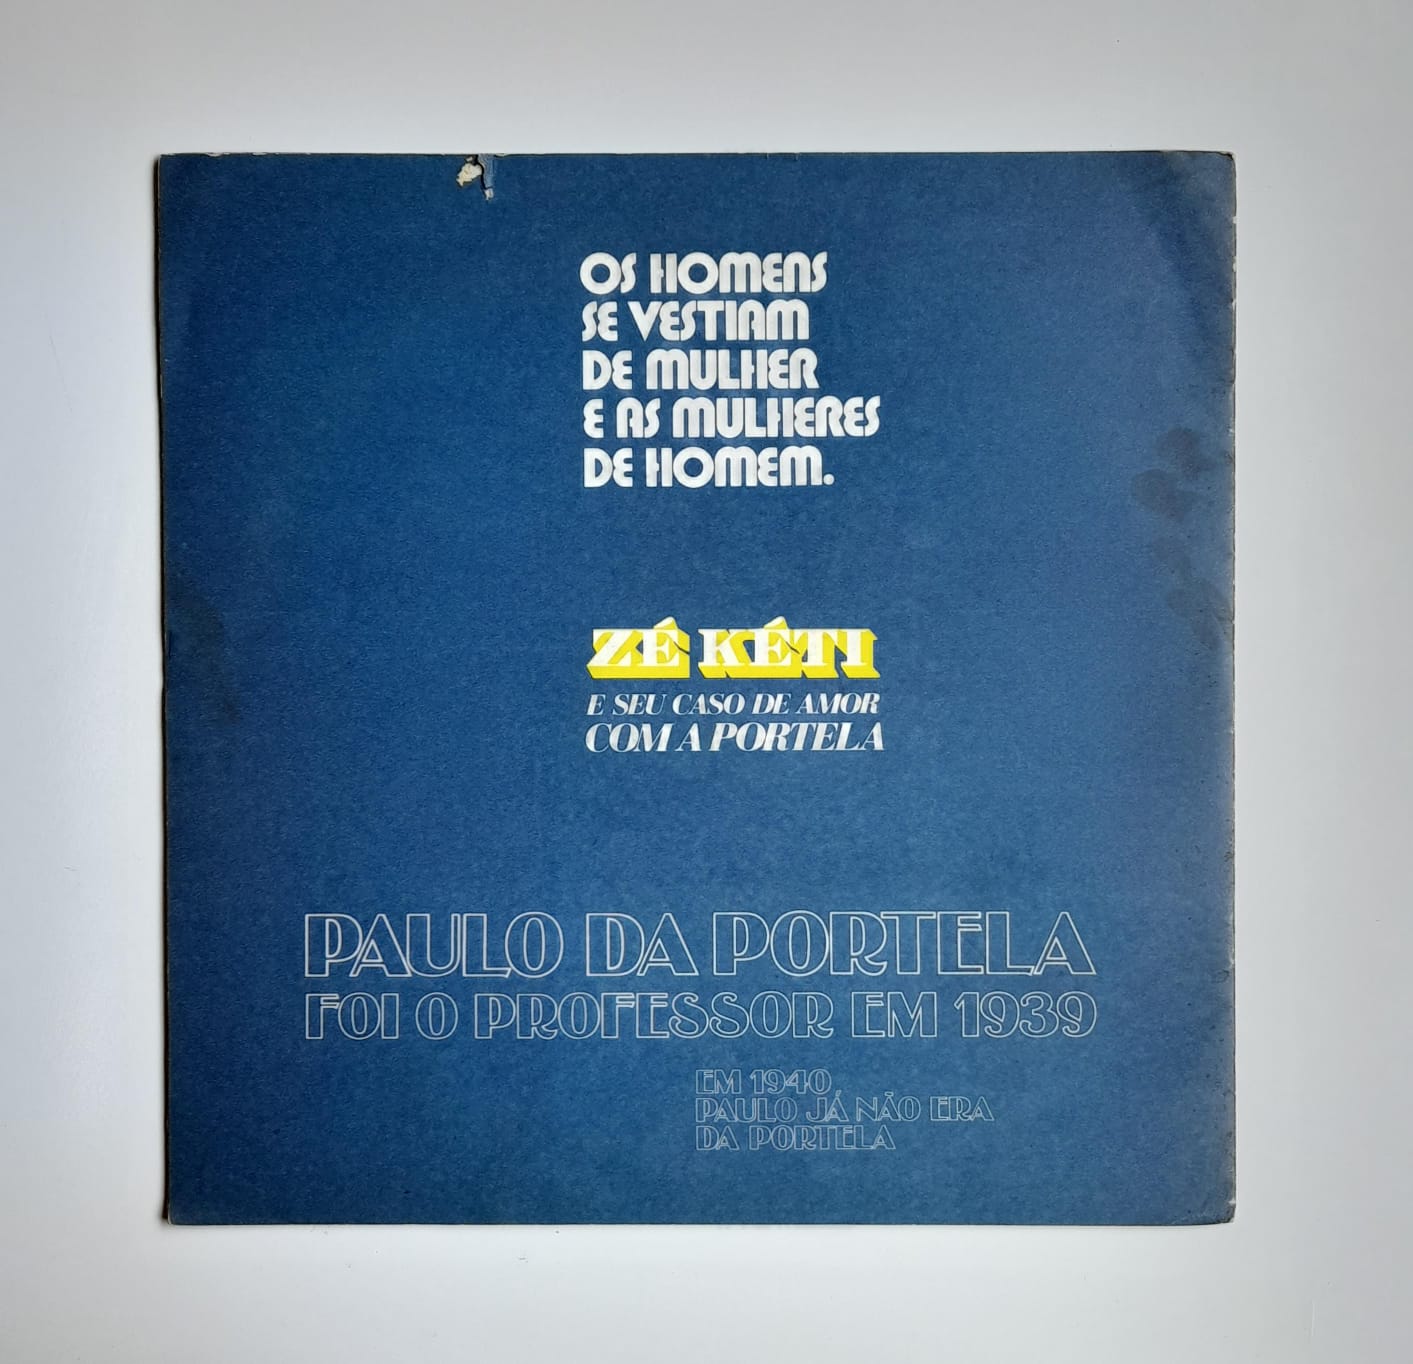 OS HOMENS
SE VESTIAM
DE MULHER
E AS MULHERES
DE HOMEM.
ZÉ KÉTI
E SEU CASO DE AMOR
COM A PORTELA
PAULO DA PORTELA
FOI O PROFESSOR EM 1939
EM 1940,
PAULO JÁ NÃO ERA
DA PORTELA